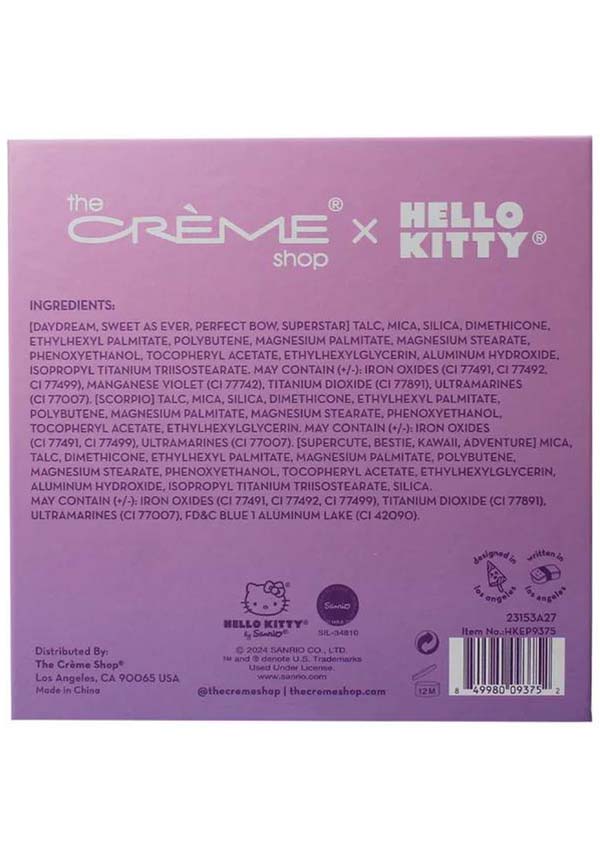 the
CRÈME®
shop
x
HELLO
KITTY®
INGREDIENTS:
[DAYDREAM, SWEET AS EVER, PERFECT BOW, SUPERSTAR] TALC, MICA, SILICA, DIMETHICONE,
ETHYLHEXYL PALMITATE, POLYBUTENE, MAGNESIUM PALMITATE, MAGNESIUM STEARATE,
PHENOXYETHANOL, TOCOPHERYL ACETATE, ETHYLHEXYLGLYCERIN, ALUMINUM HYDROXIDE,
ISOPROPYL TITANIUM TRIISOSTEARATE. MAY CONTAIN (+/-): IRON OXIDES (CI 77491, CI 77492,
CI 77499), MANGANESE VIOLET (CI 77742), TITANIUM DIOXIDE (CI 77891), ULTRAMARINES
(CI 77007). [SCORPIO] TALC, MICA, SILICA, DIMETHICONE, ETHYLHEXYL PALMITATE,
POLYBUTENE, MAGNESIUM PALMITATE, MAGNESIUM STEARATE, PHENOXYETHANOL,
TOCOPHERYL ACETATE, ETHYLHEXYLGLYCERIN. MAY CONTAIN (+/-): IRON OXIDES
(CI 77491, CI 77499), ULTRAMARINES (CI 77007). [SUPERCUTE, BESTIE, KAWAII, ADVENTURE] MICA,
TALC, DIMETHICONE, ETHYLHEXYL PALMITATE, MAGNESIUM PALMITATE, POLYBUTENE,
MAGNESIUM STEARATE, PHENOXYETHANOL, TOCOPHERYL ACETATE, ETHYLHEXYLGLYCERIN,
ALUMINUM HYDROXIDE, ISOPROPYL TITANIUM TRIISOSTEARATE, SILICA.
MAY CONTAIN (+/-): IRON OXIDES (CI 77491, CI 77492, CI 77499), TITANIUM DIOXIDE (CI 77891),
ULTRAMARINES (CI 77007), FD&C BLUE 1 ALUMINUM LAKE (CI 42090).
designed in
los angeles
written in
los angeles
HELLO KITTY®
by Sanrio®
Sanrio
SIL-34810
23153A27
Item No.:HKEP9375
Distributed By:
The Crème Shop®
Los Angeles, CA 90065 USA
Made in China
© 2024 SANRIO CO., LTD.
™ and ® denote U.S. Trademarks
Used Under License.
www.sanrio.com
@thecremeshop | thecremeshop.com
12M
8 49980 09375 2